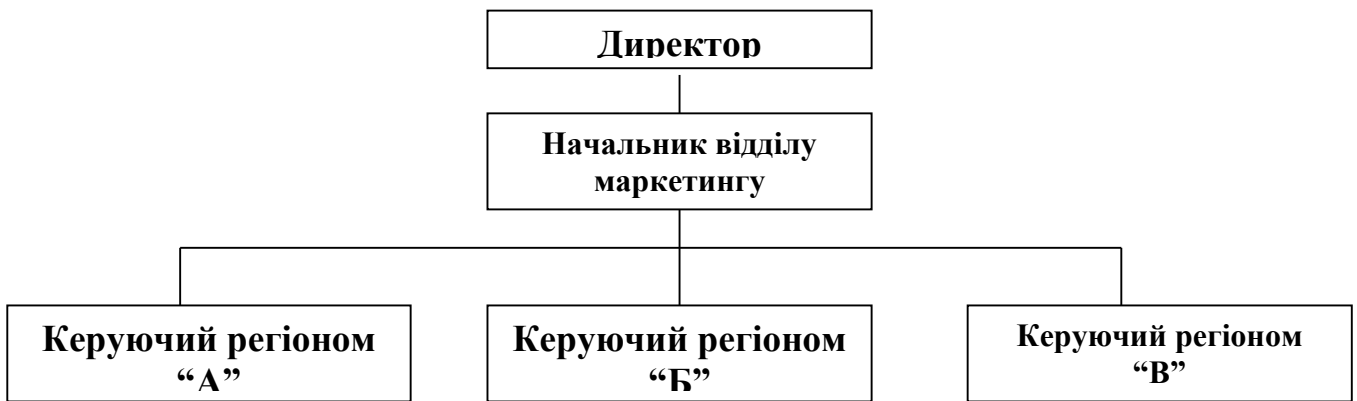 Директор
Начальник відділу
маркетингу
Керуючий регіоном
“А”
Керуючий регіоном
“Б”
Керуючий регіоном
“В”